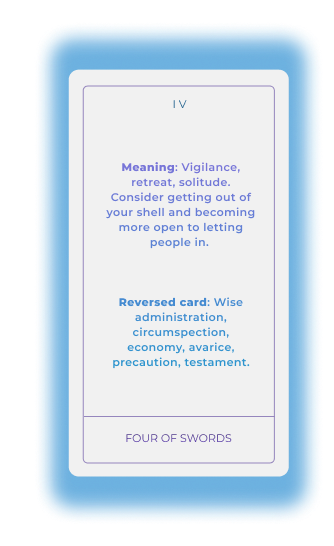 IV
Meaning: Vigilance,
retreat, solitude.
Consider getting out of
your shell and becoming
more open to letting
people in.
Reversed card: Wise
administration,
circumspection,
economy, avarice,
precaution, testament.
FOUR OF SWORDS